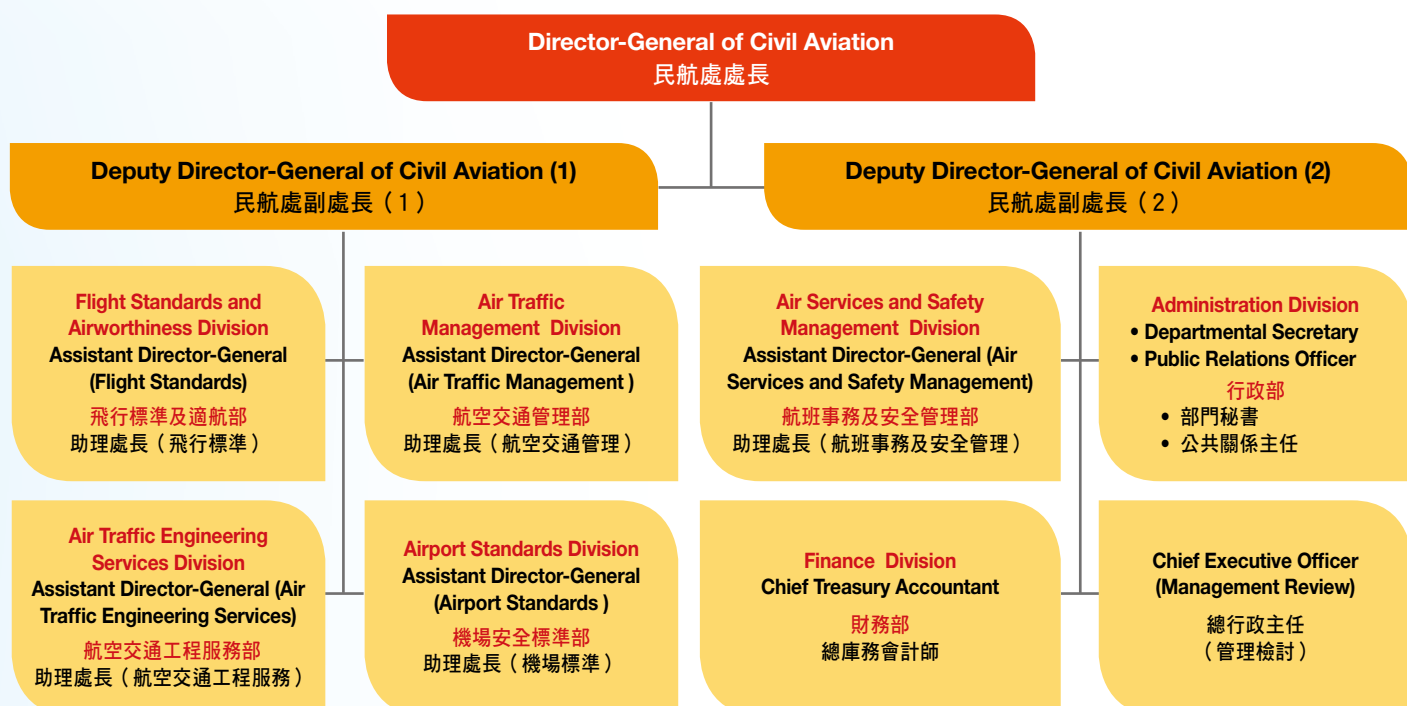 Director-General of Civil Aviation
民航處處長
Deputy Director-General of Civil Aviation (1)
民航處副處長（1）
Deputy Director-General of Civil Aviation (2)
民航處副處長（2）
Flight Standards and
Airworthiness Division
Assistant Director-General
(Flight Standards)
飛行標準及適航部
助理處長（飛行標準）
Air Traffic
Management Division
Assistant Director-General
(Air Traffic Management )
航空交通管理部
助理處長（航空交通管理）
Air Services and Safety
Management Division
Assistant Director-General (Air
Services and Safety Management)
航班事務及安全管理部
助理處長（航班事務及安全管理）
Administration Division
• Departmental Secretary
• Public Relations Officer
行政部
• 部門秘書
• 公共關係主任
Air Traffic Engineering
Services Division
Assistant Director-General (Air
Traffic Engineering Services)
航空交通工程服務部
助理處長（航空交通工程服務）
Airport Standards Division
Assistant Director-General
(Airport Standards )
機場安全標準部
助理處長（機場標準）
Finance Division
Chief Treasury Accountant
財務部
總庫務會計師
Chief Executive Officer
(Management Review)
總行政主任
（管理檢討）